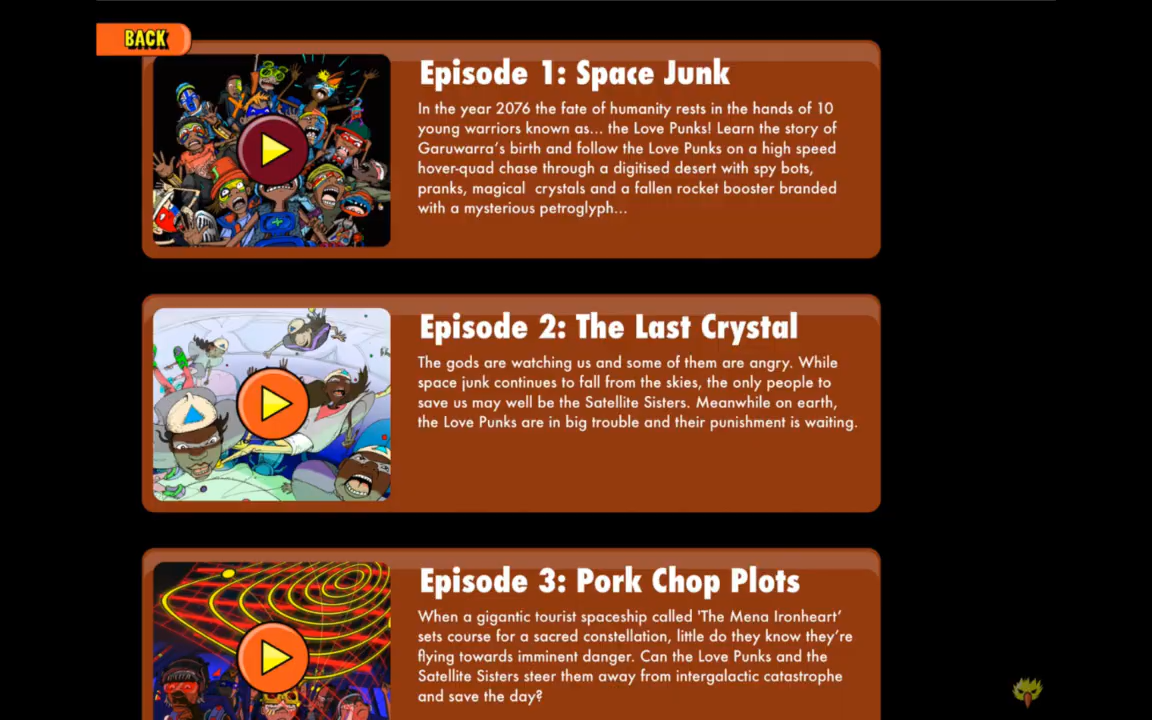 BACK
Episode 1: Space Junk
In the year 2076 the fate of humanity rests in the hands of 10
young warriors known as... the Love Punks! Learn the story of
Garuwarra's birth and follow the Love Punks on a high speed
hover-quad chase through a digitised desert with spy bots,
pranks, magical crystals and a fallen rocket booster branded
with a mysterious petroglyph...
Episode 2: The Last Crystal
The gods are watching us and some of them are angry. While
space junk continues to fall from the skies, the only people to
save us may well be the Satellite Sisters. Meanwhile on earth,
the Love Punks are in big trouble and their punishment is waiting.
Episode 3: Pork Chop Plots
When a gigantic tourist spaceship called 'The Mena Ironheart'
sets course for a sacred constellation, little do they know they're
flying towards imminent danger. Can the Love Punks and the
Satellite Sisters steer them away from intergalactic catastrophe
and save the day?